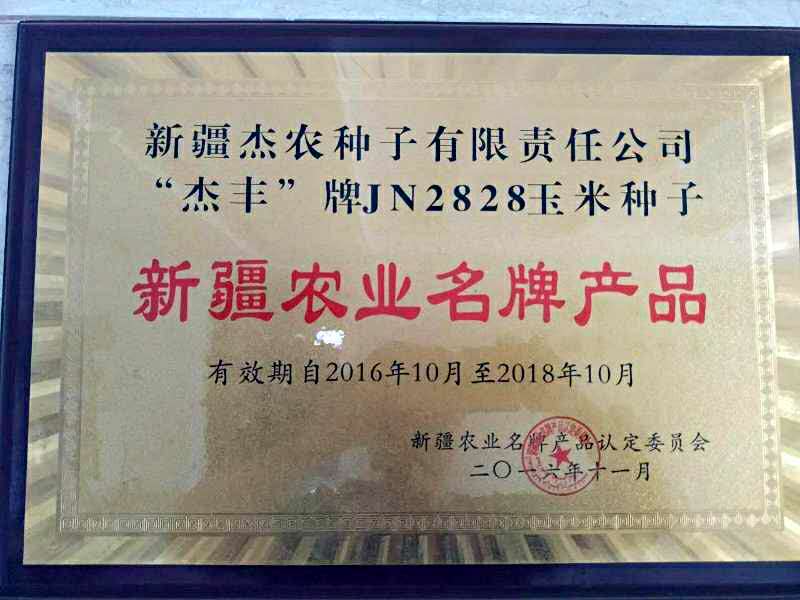 新疆杰农种子有限责任公司
“杰丰”牌JN2828玉米种子
新疆农业名牌产品
有效期自2016年10月至2018年10月
新疆农业名牌产品认定委员会
二〇一六年十一月